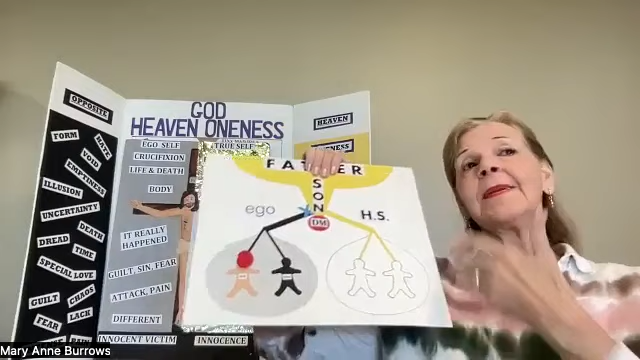 OPPOSITE
FORM
HATE
VOID
EMPTINESS
ILLUSION
UNCERTAINTY
DEATH
DREAD
TIME
SPECIAL LOVE
CHAOS
GUILT
LACK
FEAR
GOD
HEAVEN ONENESS
EGO SELF
TRUE SELF
CRUCIFIXION
LIFE & DEATH
BODY
IT REALLY
HAPPENED
GUILT, SIN, FEAR
ATTACK, PAIN
DIFFERENT
INNOCENT VICTIM
INNOCENCE
HEAVEN
FATHER
SON
DM
ego
H.S.
Mary Anne Burrows